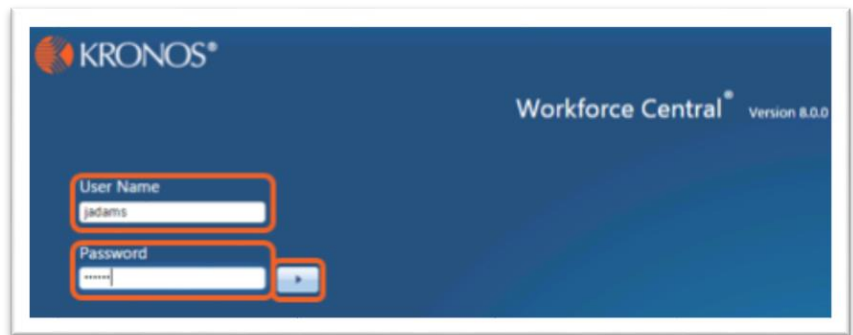 KRONOS®
Workforce Central® Version 8.0.0
User Name
jadams
Password